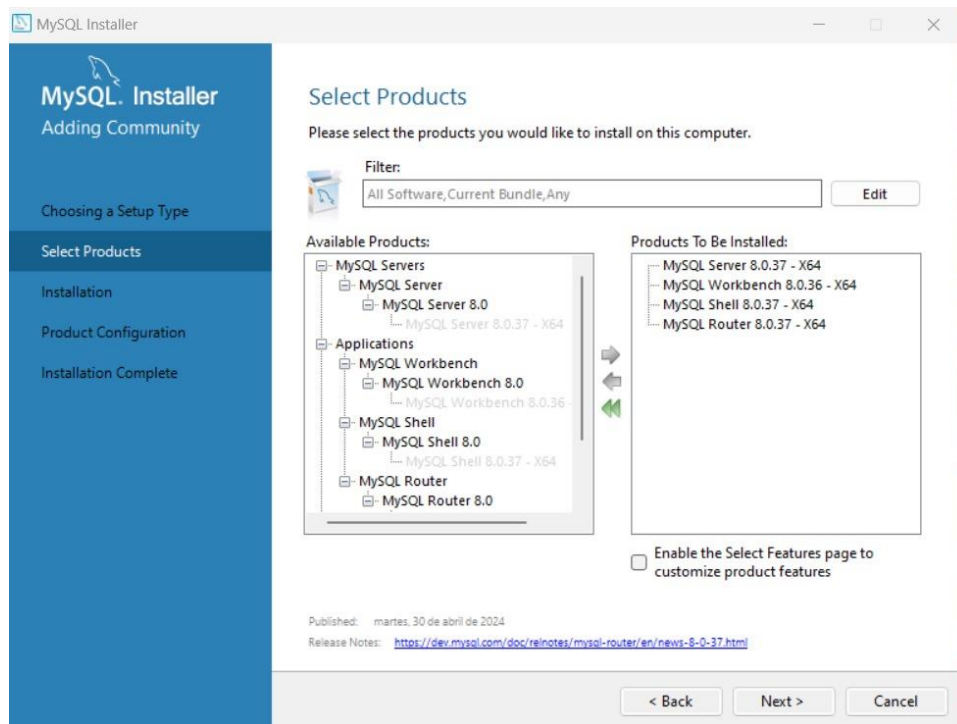 MySQL Installer
MySQL. Installer
Adding Community
Choosing a Setup Type
Select Products
Installation
Product Configuration
Installation Complete
Select Products
Please select the products you would like to install on this computer.
Filter:
All Software,Current Bundle,Any
Edit
Available Products:
MySQL Servers
MySQL Server
MySQL Server 8.0
MySQL Server 8.0.37 - X64
Applications
MySQL Workbench
MySQL Workbench 8.0
MySQL Workbench 8.0.36 -
MySQL Shell
MySQL Shell 8.0
MySQL Shell 8.0.37 - X64
MySQL Router
MySQL Router 8.0
Products To Be Installed:
MySQL Server 8.0.37 - X64
MySQL Workbench 8.0.36 - X64
MySQL Shell 8.0.37 - X64
MySQL Router 8.0.37 - X64
Enable the Select Features page to
customize product features
Published: martes, 30 de abril de 2024
Release Notes: https://dev.mysql.com/doc/relnotes/mysql-router/en/news-8-0-37.html
< Back Next > Cancel